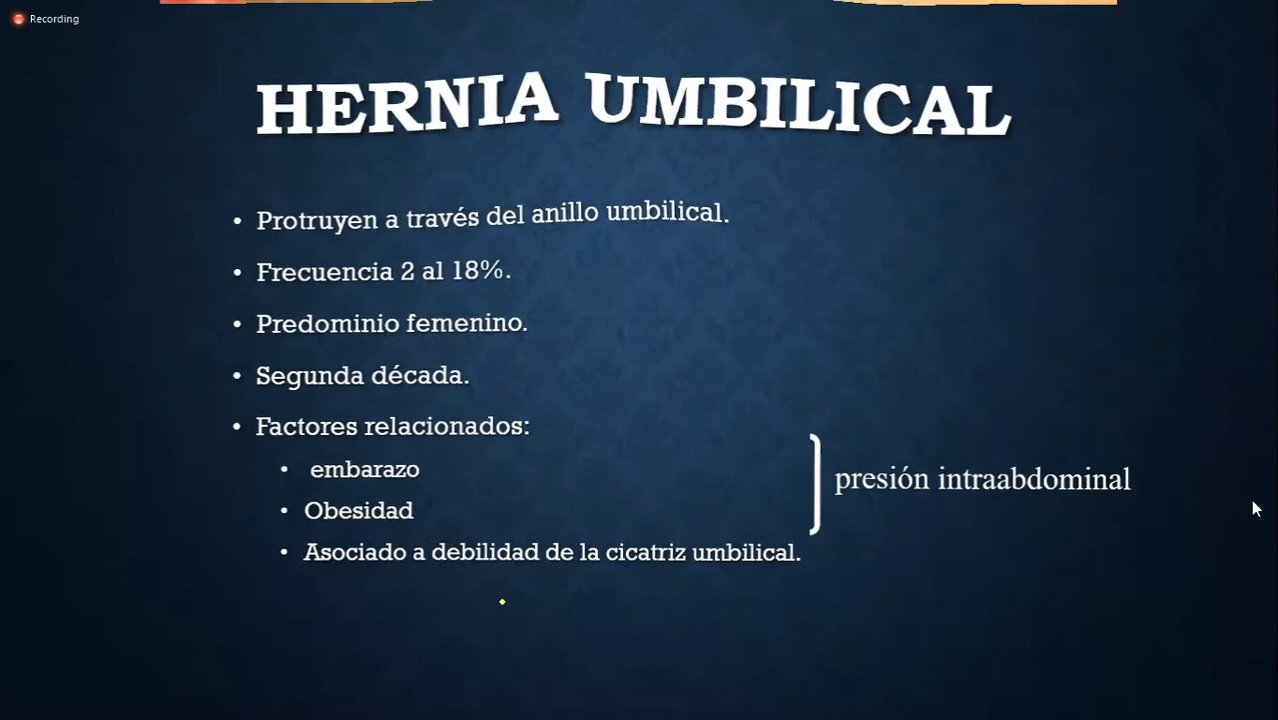 Recording
HERNIA UMBILICAL
• Protruyen a través del anillo umbilical.
• Frecuencia 2 al 18%.
• Predominio femenino.
• Segunda década.
• Factores relacionados:
• embarazo
• Obesidad
• Asociado a debilidad de la cicatriz umbilical.
presión intraabdominal